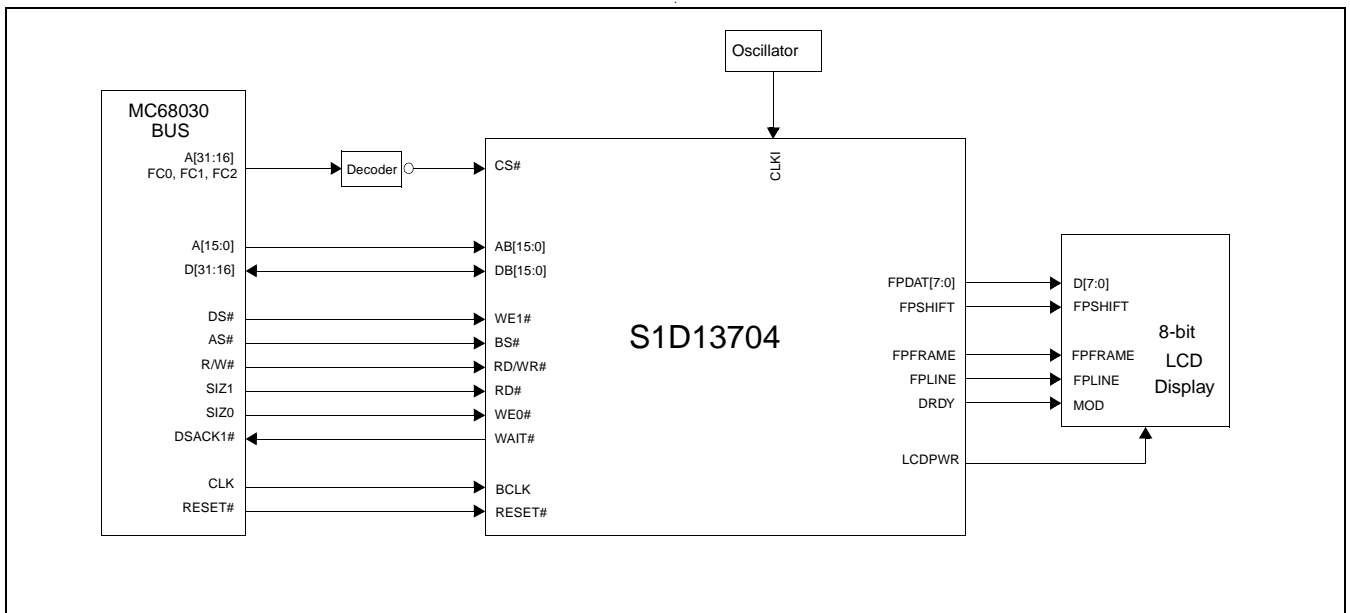 Oscillator
MC68030
BUS
A[31:16]
FC0, FC1, FC2
Decoder
CS#
CLKI
A[15:0]
AB[15:0]
D[31:16]
DB[15:0]
FPDAT[7:0]
D[7:0]
FPSHIFT
FPSHIFT
DS#
WE1#
AS#
BS#
R/W#
RD/WR#
SIZ1
RD#
SIZ0
WE0#
DSACK1#
WAIT#
S1D13704
8-bit
LCD
Display
FPFRAME
FPFRAME
FPLINE
FPLINE
DRDY
MOD
LCDPWR
CLK
BCLK
RESET#
RESET#